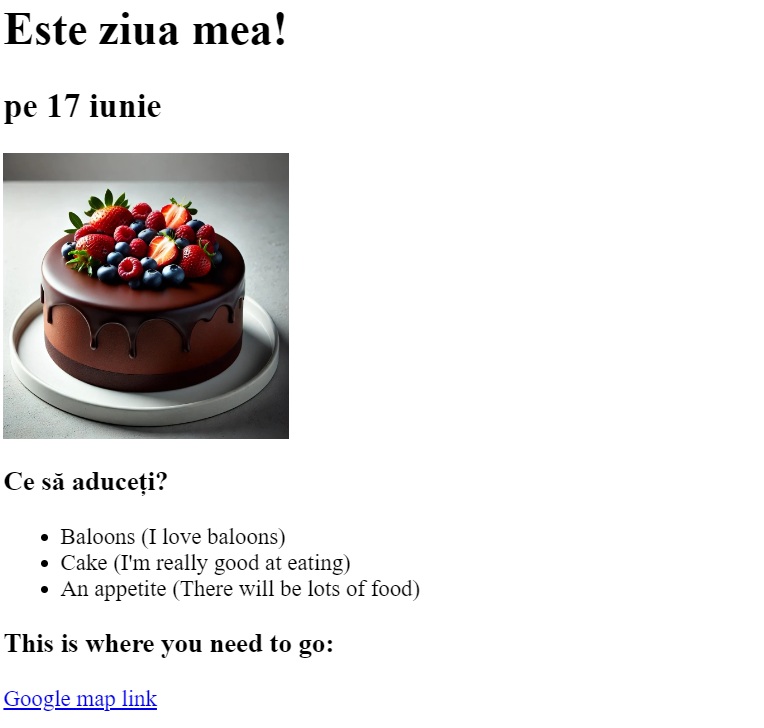 Este ziua mea!
pe 17 iunie
Ce să aduceți?
Baloons (I love baloons)
Cake (I'm really good at eating)
An appetite (There will be lots of food)
This is where you need to go:
Google map link